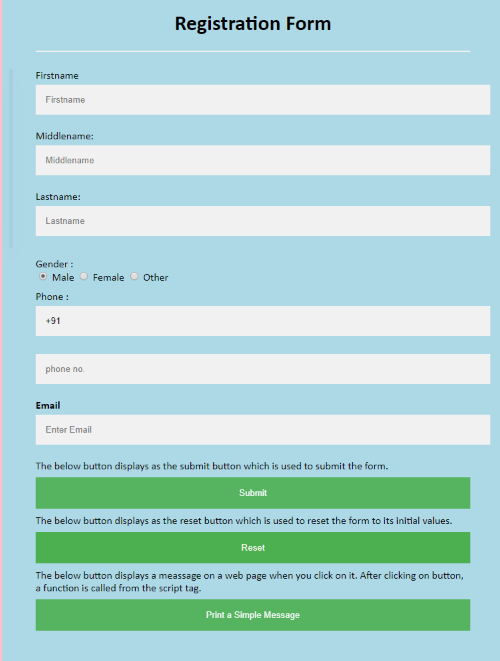 Registration Form
Firstname
Firstname
Middlename:
Middlename
Lastname:
Lastname
Gender :
Male Female Other
Phone :
+91
phone no.
Email
Enter Email
The below button displays as the submit button which is used to submit the form.
Submit
The below button displays as the reset button which is used to reset the form to its initial values.
Reset
The below button displays a meassage on a web page when you click on it. After clicking on button,
a function is called from the script tag.
Print a Simple Message